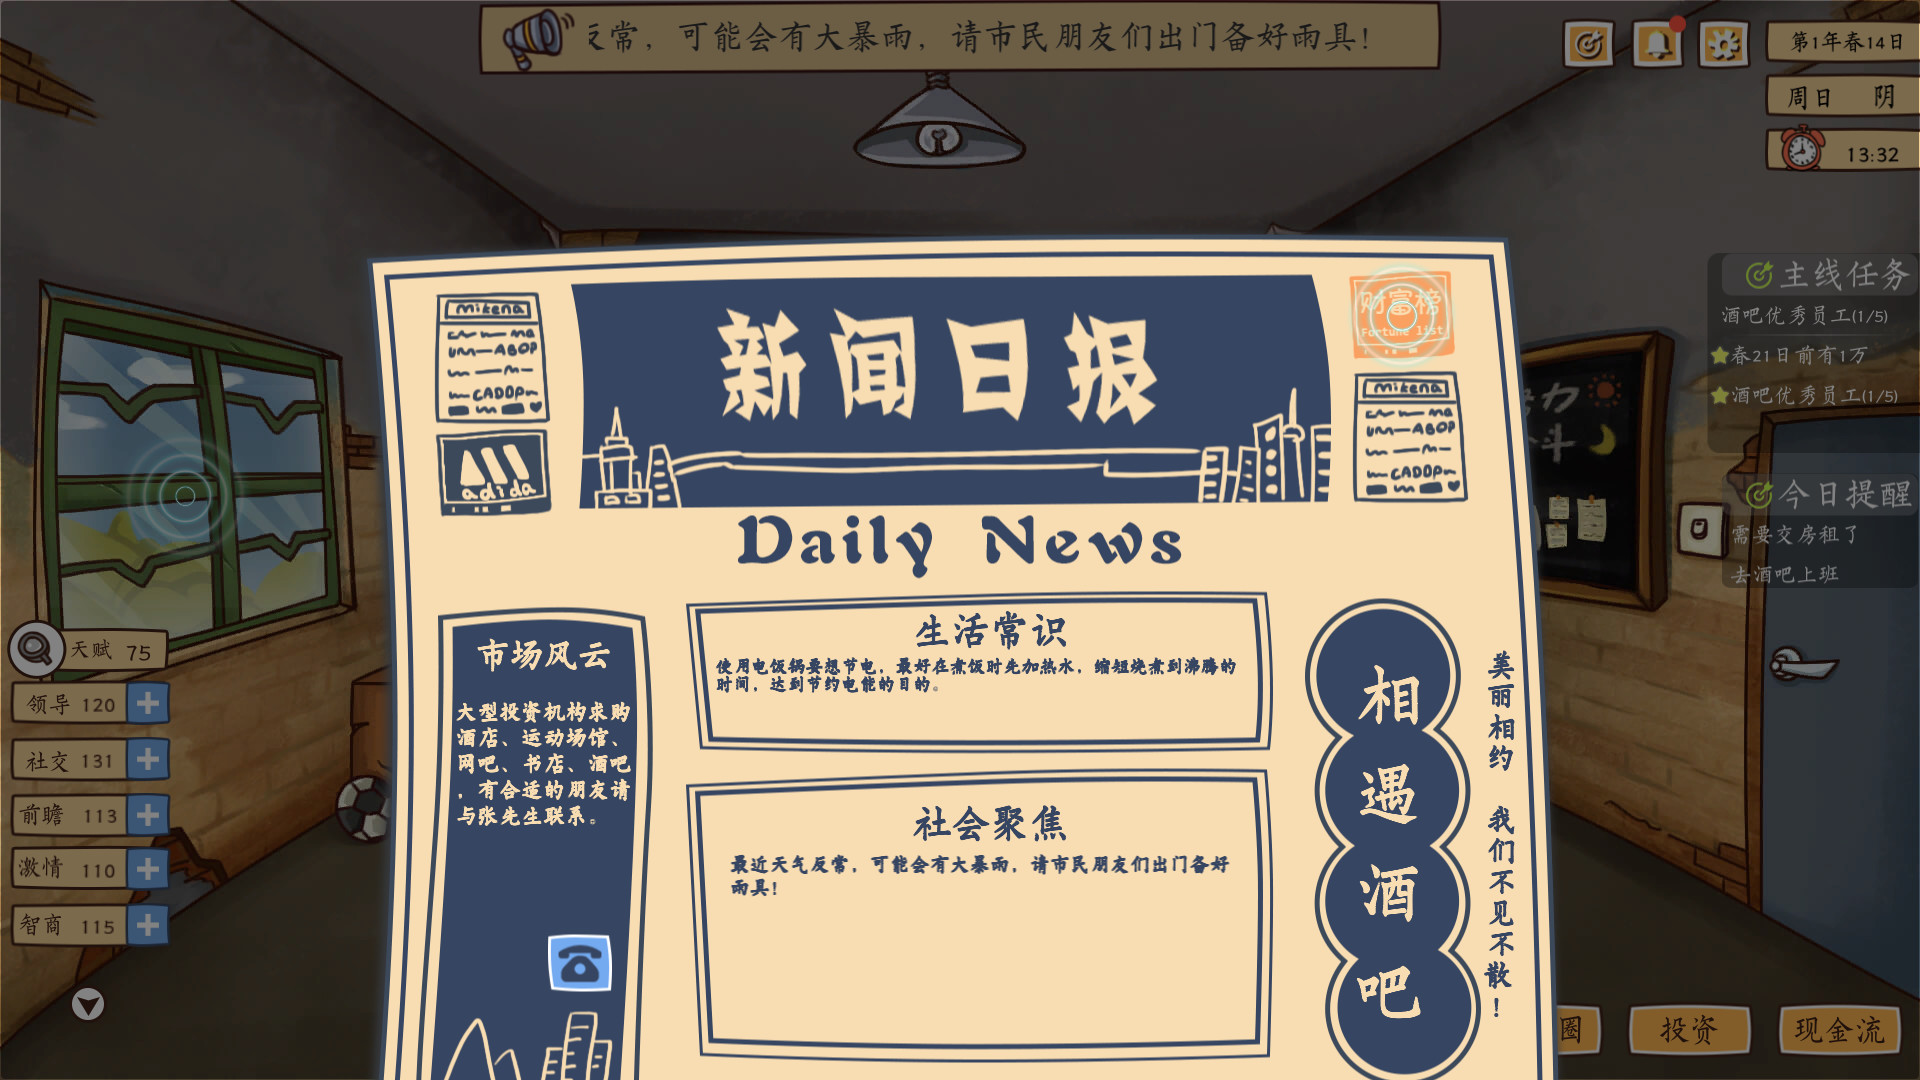 反常，可能会有大暴雨，请市民朋友们出门备好雨具！
第1年春14日
周日 阴
13:32
主线任务
酒吧优秀员工(1/5)
春21日前有1万
酒吧优秀员工(1/5)
今日提醒
需要交房租了
去酒吧上班
天赋 75
领导 120
社交 131
前瞻 113
激情 110
智商 115
mikena
CADOP
adida
新闻日报
财富榜
Fortune list
mikena
CADOP
Daily News
市场风云
大型投资机构求购
酒店、运动场馆、
网吧、书店、酒吧
，有合适的朋友请
与张先生联系。
生活常识
使用电饭锅要想节电，最好在煮饭时先加热水，缩短烧煮到沸腾的
时间，达到节约电能的目的。
社会聚焦
最近天气反常，可能会有大暴雨，请市民朋友们出门备好
雨具！
相遇酒吧
美丽相约 我们不见不散！
圈
投资
现金流